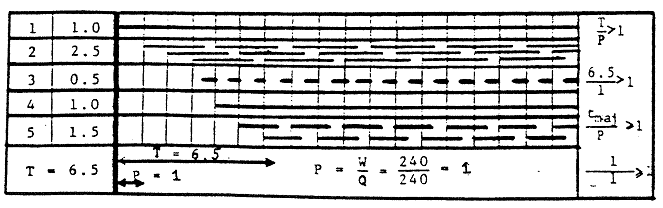 1 1.0 T/P >1
2 2.5
3 0.5 6.5/1 >1
4 1.0
5 1.5 /P >1
T = 6.5 T = 6.5 P = 1 P = W/Q = 240/240 = 1 1/1 >